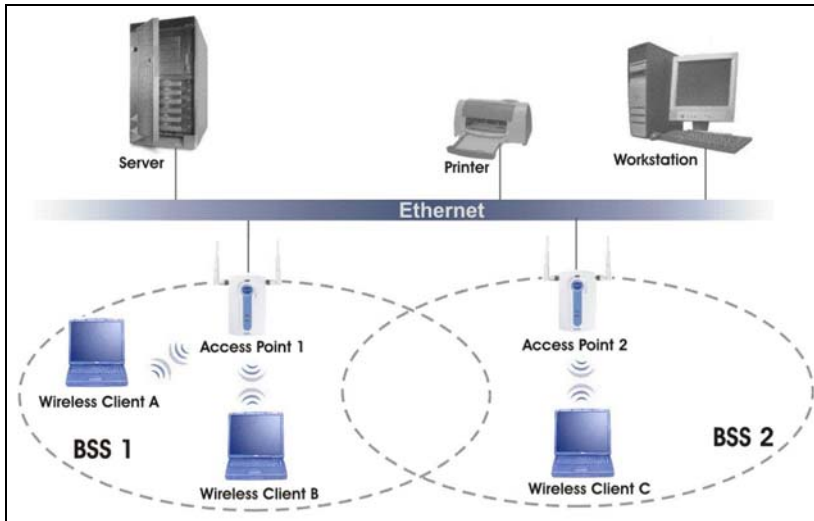 Server
Printer
Workstation
Ethernet
Access Point 1
Access Point 2
Wireless Client A
BSS 1
BSS 2
Wireless Client B
Wireless Client C